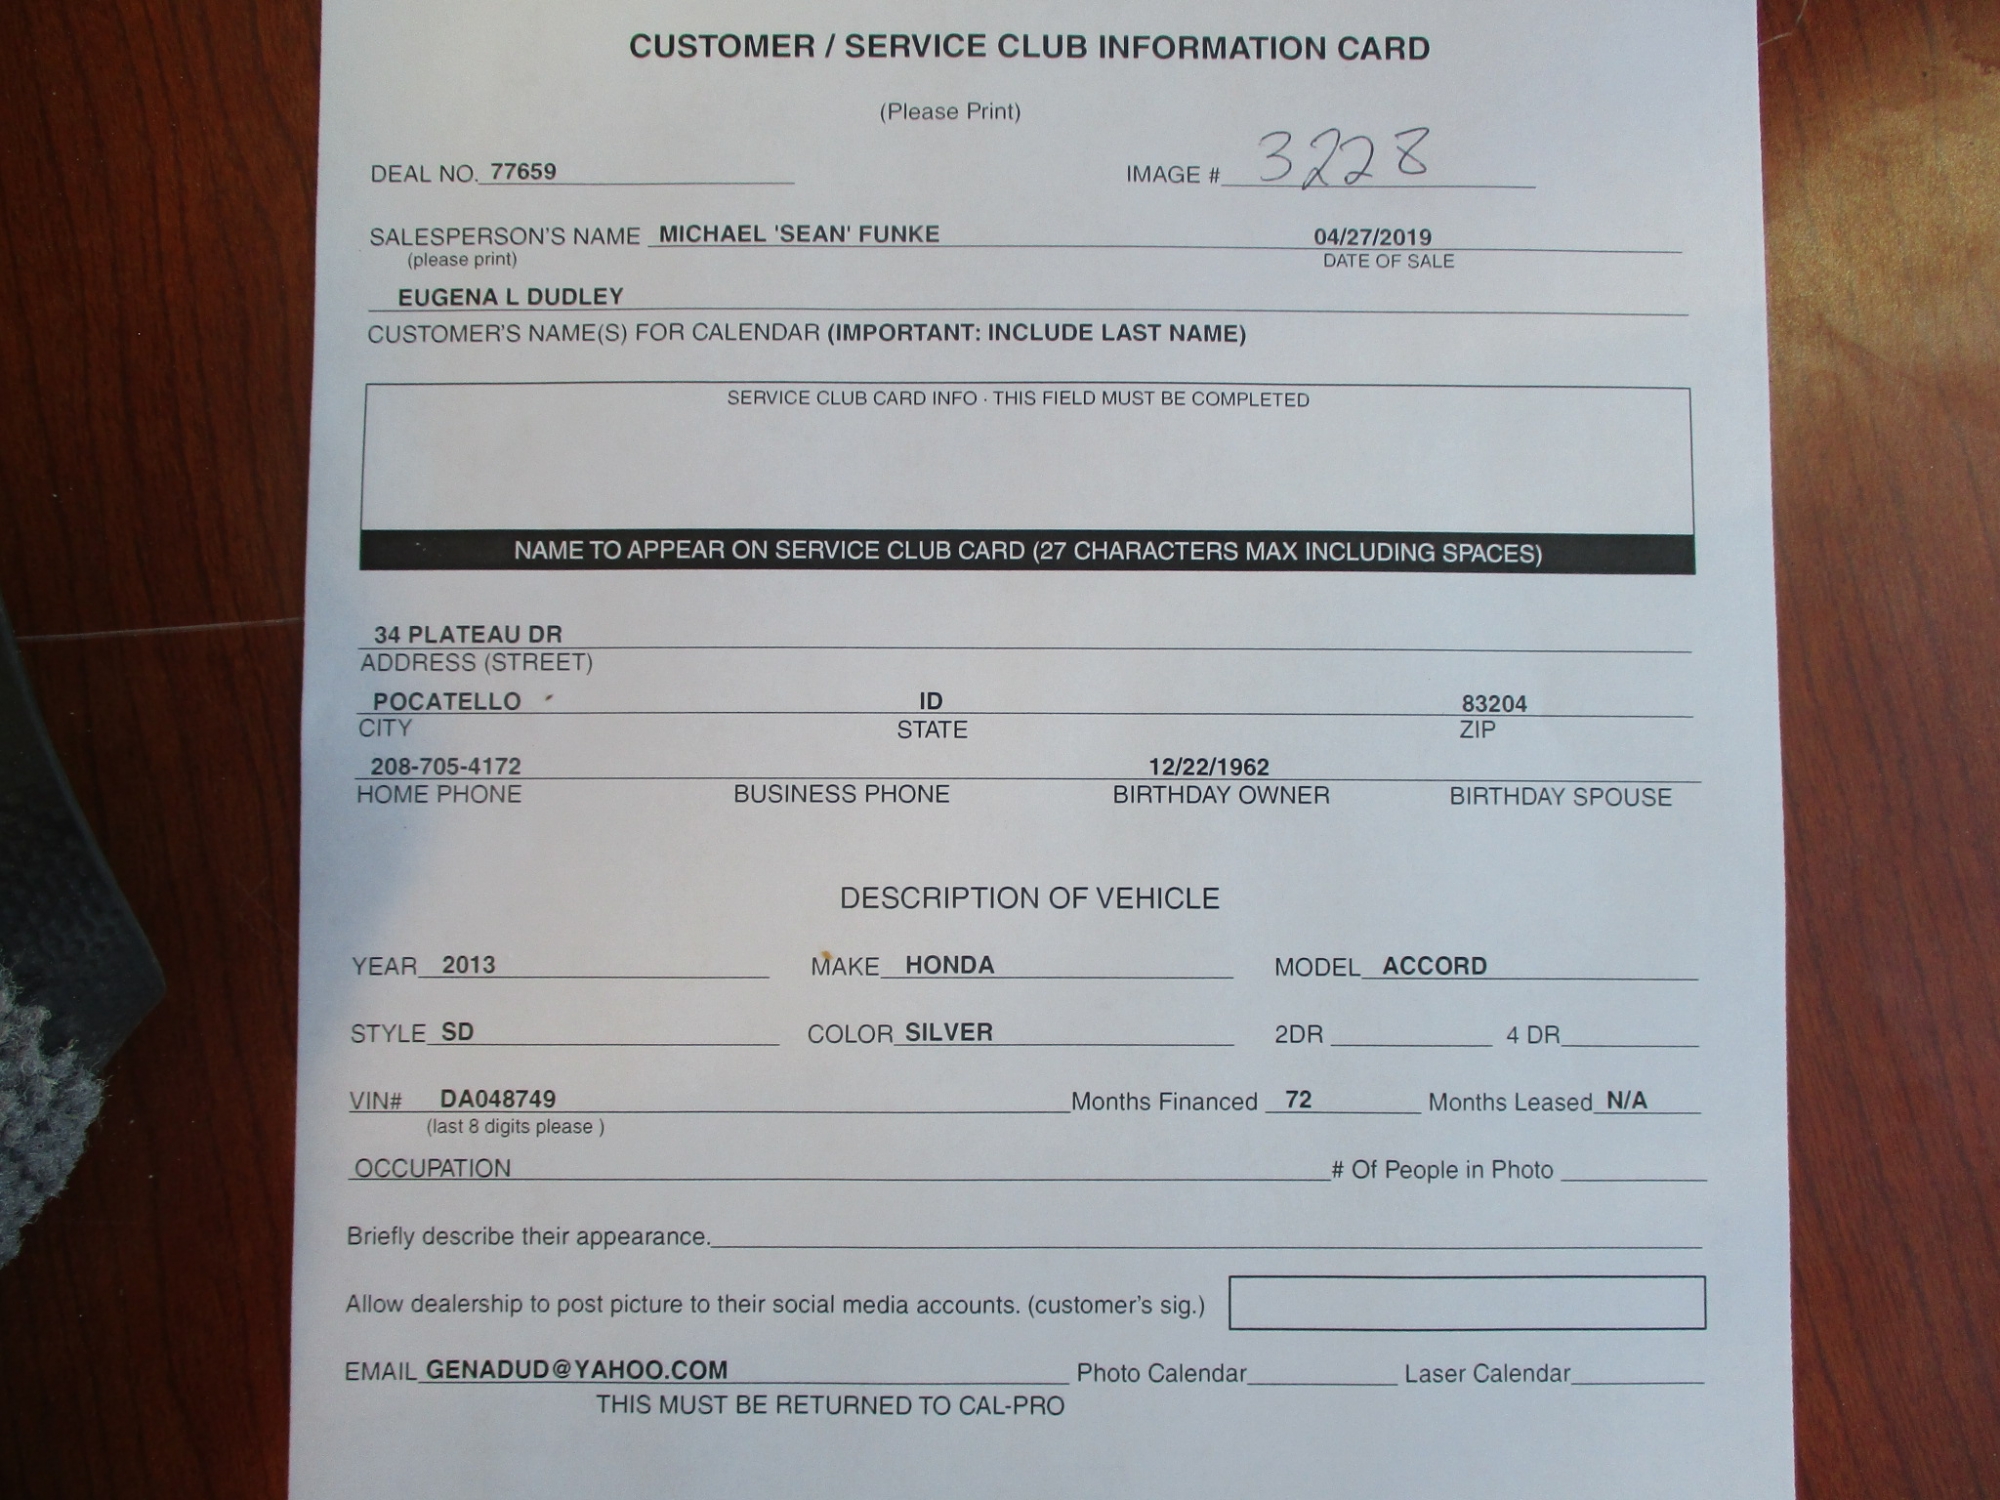 CUSTOMER / SERVICE CLUB INFORMATION CARD
(Please Print)
DEAL NO. 77659 IMAGE # 3228
SALESPERSON'S NAME MICHAEL 'SEAN' FUNKE 04/27/2019
(please print) DATE OF SALE
EUGENA L DUDLEY
CUSTOMER'S NAME(S) FOR CALENDAR (IMPORTANT: INCLUDE LAST NAME)
SERVICE CLUB CARD INFO · THIS FIELD MUST BE COMPLETED
NAME TO APPEAR ON SERVICE CLUB CARD (27 CHARACTERS MAX INCLUDING SPACES)
34 PLATEAU DR
ADDRESS (STREET)
POCATELLO ID 83204
CITY STATE ZIP
208-705-4172 12/22/1962
HOME PHONE BUSINESS PHONE BIRTHDAY OWNER BIRTHDAY SPOUSE
DESCRIPTION OF VEHICLE
YEAR 2013 MAKE HONDA MODEL ACCORD
STYLE SD COLOR SILVER 2DR 4 DR
VIN# DA048749 Months Financed 72 Months Leased N/A
(last 8 digits please )
OCCUPATION # Of People in Photo
Briefly describe their appearance.
Allow dealership to post picture to their social media accounts. (customer's sig.)
EMAIL GENADUD@YAHOO.COM Photo Calendar Laser Calendar
THIS MUST BE RETURNED TO CAL-PRO